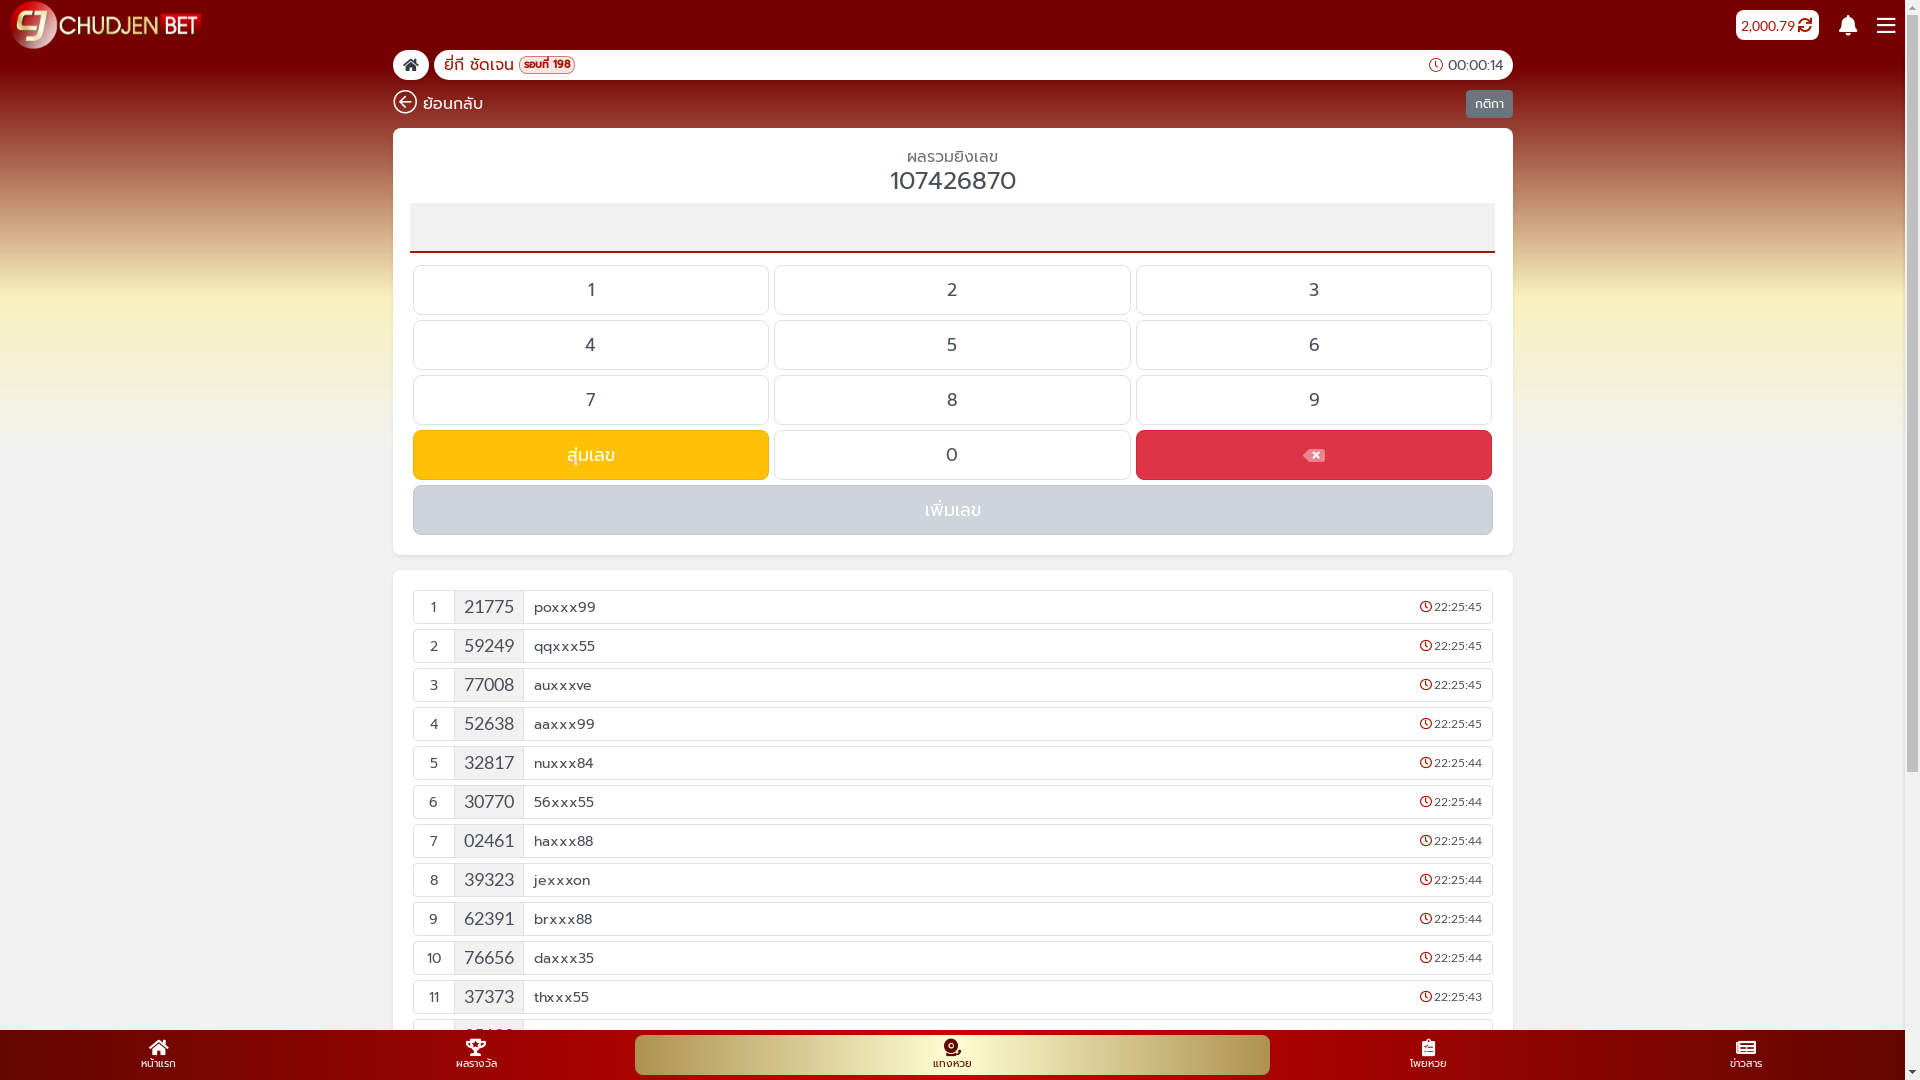 CHUDJEN BET
2,000.79
ยี่กี ชัดเจน รอบที่ 198
00:00:14
ย้อนกลับ
กติกา
ผลรวมยิงเลข
107426870
1 2 3
4 5 6
7 8 9
สุ่มเลข 0
เพิ่มเลข
1 21775 poxxx99 22:25:45
2 59249 qqxxx55 22:25:45
3 77008 auxxxve 22:25:45
4 52638 aaxxx99 22:25:45
5 32817 nuxxx84 22:25:44
6 30770 56xxx55 22:25:44
7 02461 haxxx88 22:25:44
8 39323 jexxxon 22:25:44
9 62391 brxxx88 22:25:44
10 76656 daxxx35 22:25:44
11 37373 thxxx55 22:25:43
หน้าแรก ผลรางวัล แทงหวย โพยหวย ข่าวสาร